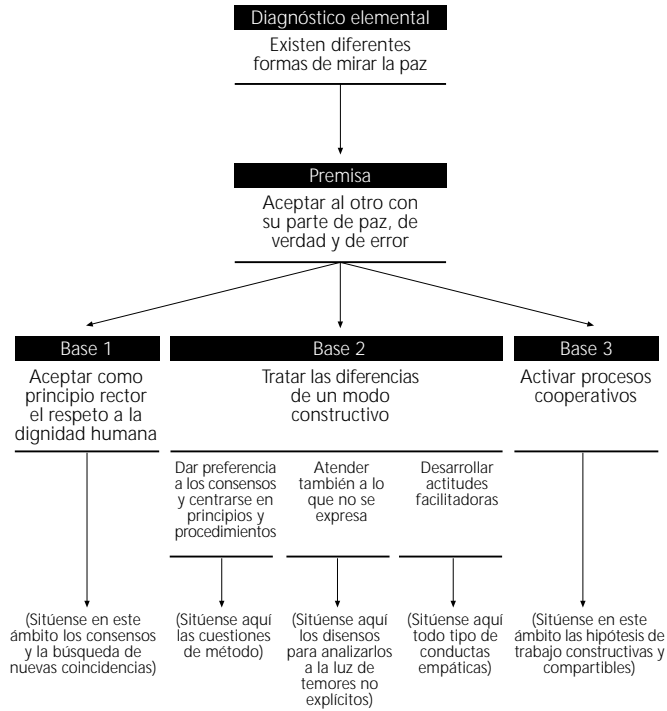 Diagnóstico elemental
Existen diferentes
formas de mirar la paz
Premisa
Aceptar al otro con
su parte de paz, de
verdad y de error
Base 1
Aceptar como
principio rector
el respeto a la
dignidad humana
Base 2
Tratar las diferencias
de un modo
constructivo
Base 3
Activar procesos
cooperativos
Dar preferencia
a los consensos
y centrarse en
principios y
procedimientos
Atender
también a lo
que no se
expresa
Desarrollar
actitudes
facilitadoras
(Sitúense en este
ámbito los consensos
y la búsqueda de
nuevas coincidencias)
(Sitúense aquí
las cuestiones
de método)
(Sitúense aquí
los disensos
para analizarlos
a la luz de
temores no
explícitos)
(Sitúense aquí
todo tipo de
conductas
empáticas)
(Sitúense en este
ámbito las hipótesis de
trabajo constructivas y
compartibles)